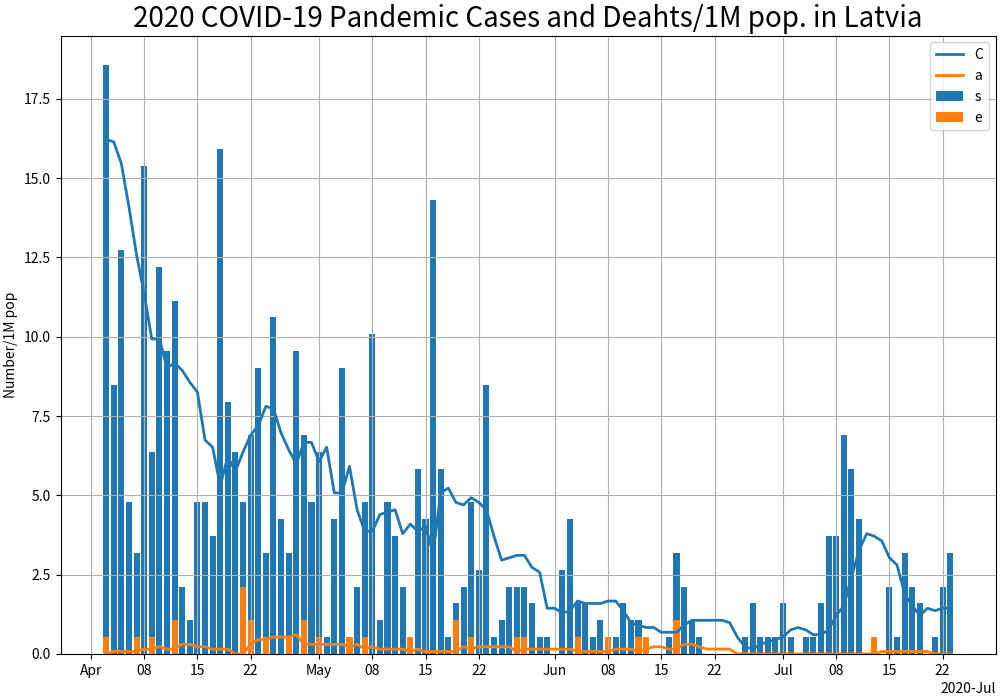 2020 COVID-19 Pandemic Cases and Deahts/1M pop. in Latvia
C
a
s
e
17.5
15.0
12.5
10.0
7.5
5.0
2.5
0.0
Number/1M pop
Apr 08 15 22 May 08 15 22 Jun 08 15 22 Jul 08 15 22
2020-Jul